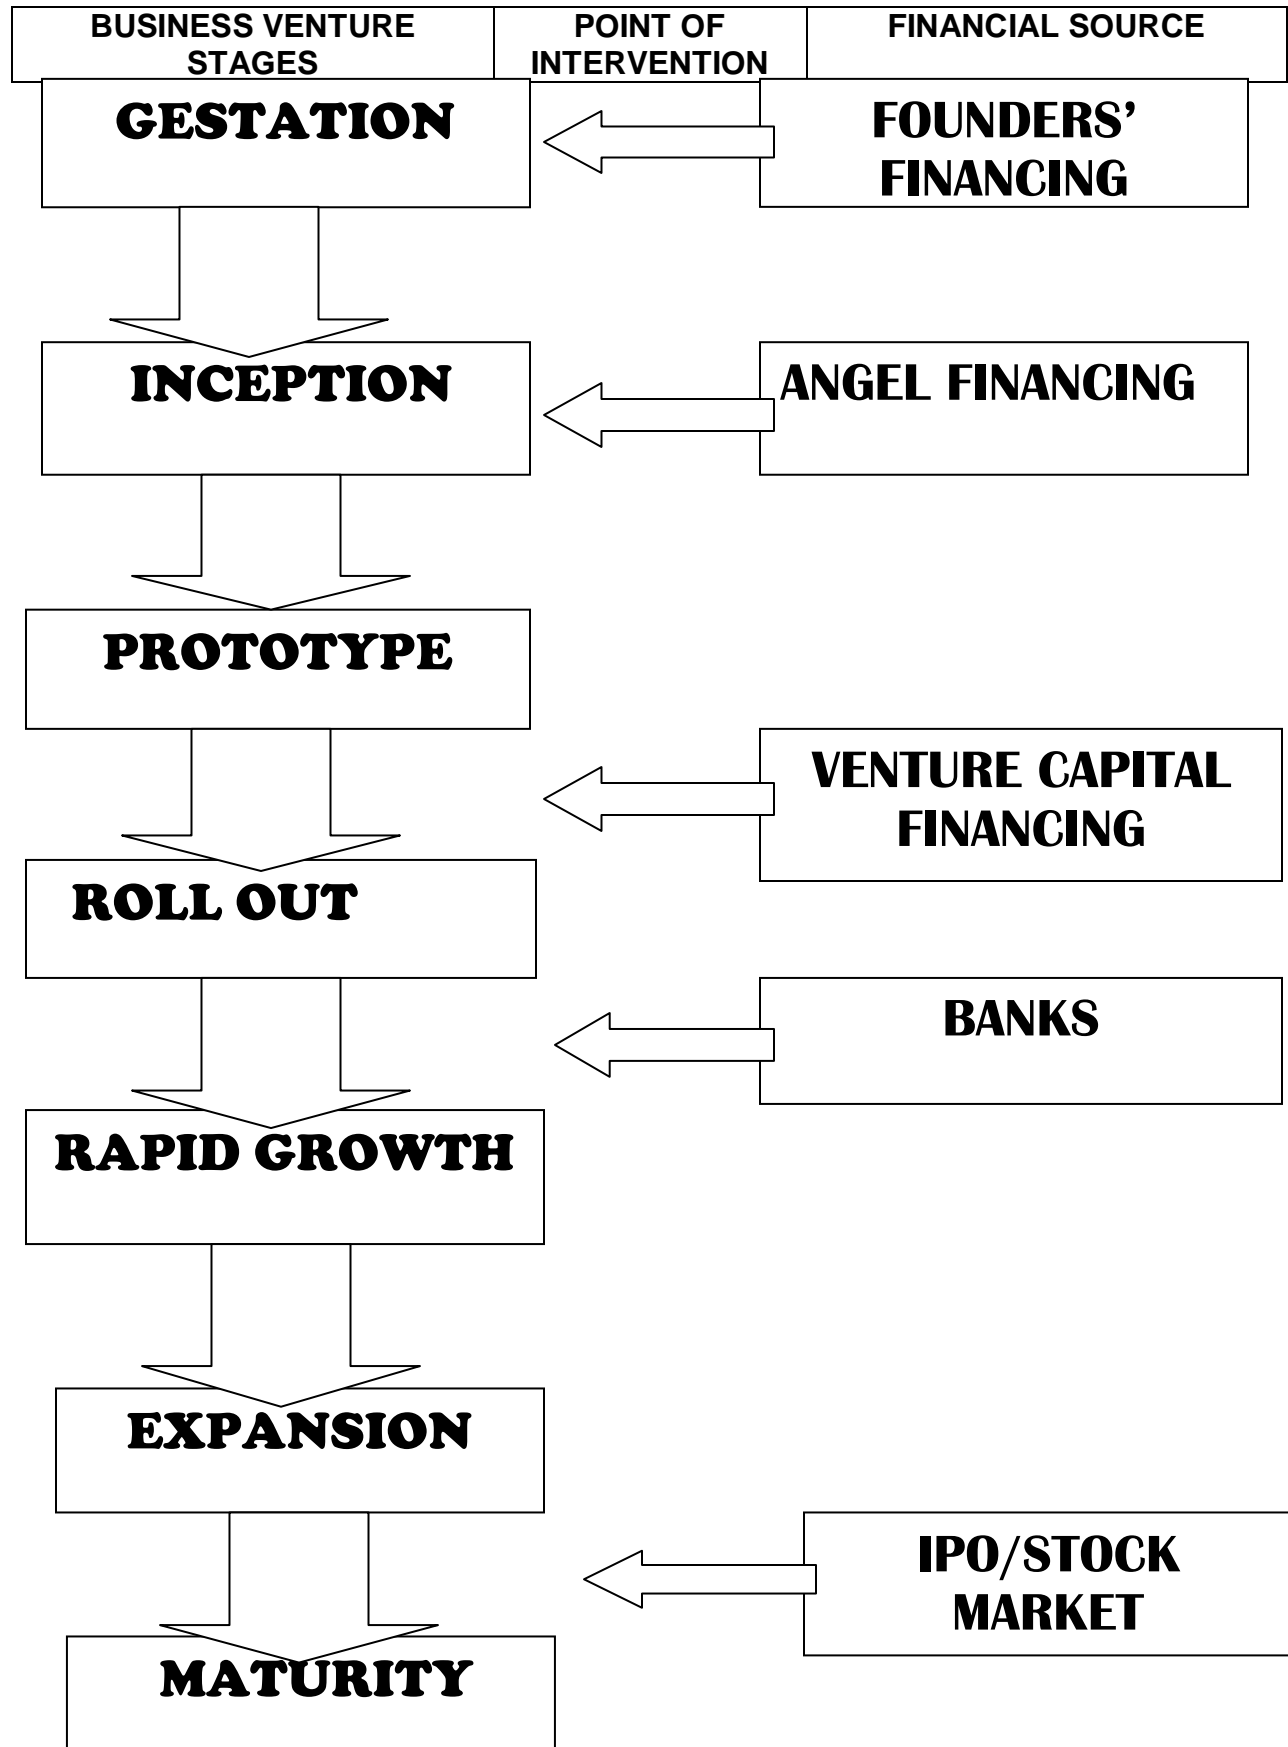 BUSINESS VENTURE
STAGES
POINT OF
INTERVENTION
FINANCIAL SOURCE
GESTATION
FOUNDERS’
FINANCING
INCEPTION
ANGEL FINANCING
PROTOTYPE
VENTURE CAPITAL
FINANCING
ROLL OUT
BANKS
RAPID GROWTH
EXPANSION
IPO/STOCK
MARKET
MATURITY